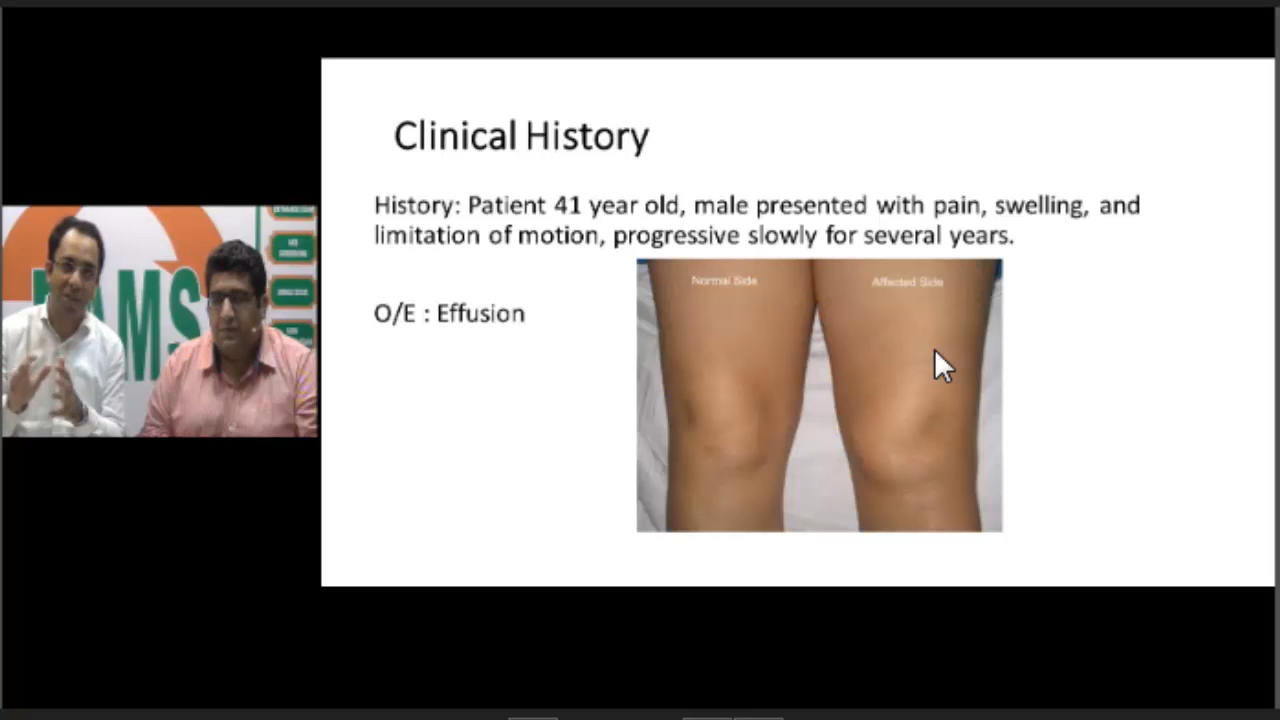 Clinical History
History: Patient 41 year old, male presented with pain, swelling, and
limitation of motion, progressive slowly for several years.
Normal Side
Affected Side
O/E : Effusion
AMS